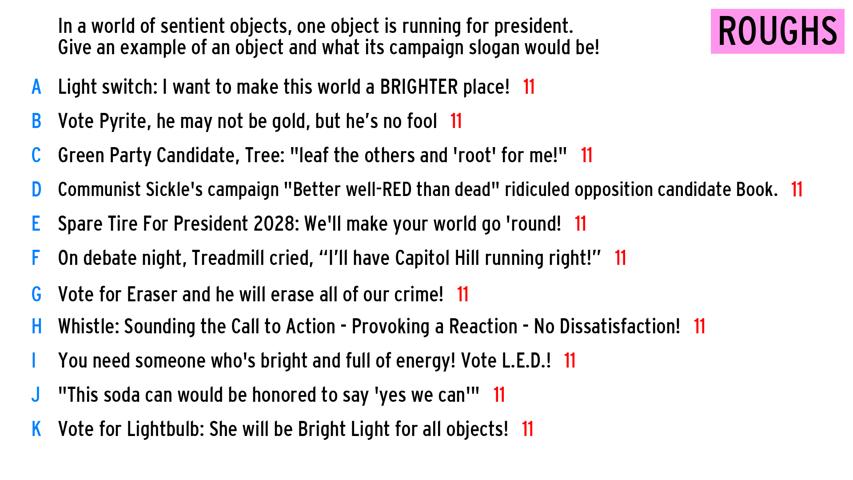 In a world of sentient objects, one object is running for president.
Give an example of an object and what its campaign slogan would be!
ROUGHS
A Light switch: I want to make this world a BRIGHTER place! 11
B Vote Pyrite, he may not be gold, but he's no fool 11
C Green Party Candidate, Tree: "leaf the others and 'root' for me!" 11
D Communist Sickle's campaign "Better well-RED than dead" ridiculed opposition candidate Book. 11
E Spare Tire For President 2028: We'll make your world go 'round! 11
F On debate night, Treadmill cried, “I’ll have Capitol Hill running right!” 11
G Vote for Eraser and he will erase all of our crime! 11
H Whistle: Sounding the Call to Action - Provoking a Reaction - No Dissatisfaction! 11
I You need someone who's bright and full of energy! Vote L.E.D.! 11
J "This soda can would be honored to say 'yes we can'" 11
K Vote for Lightbulb: She will be Bright Light for all objects! 11